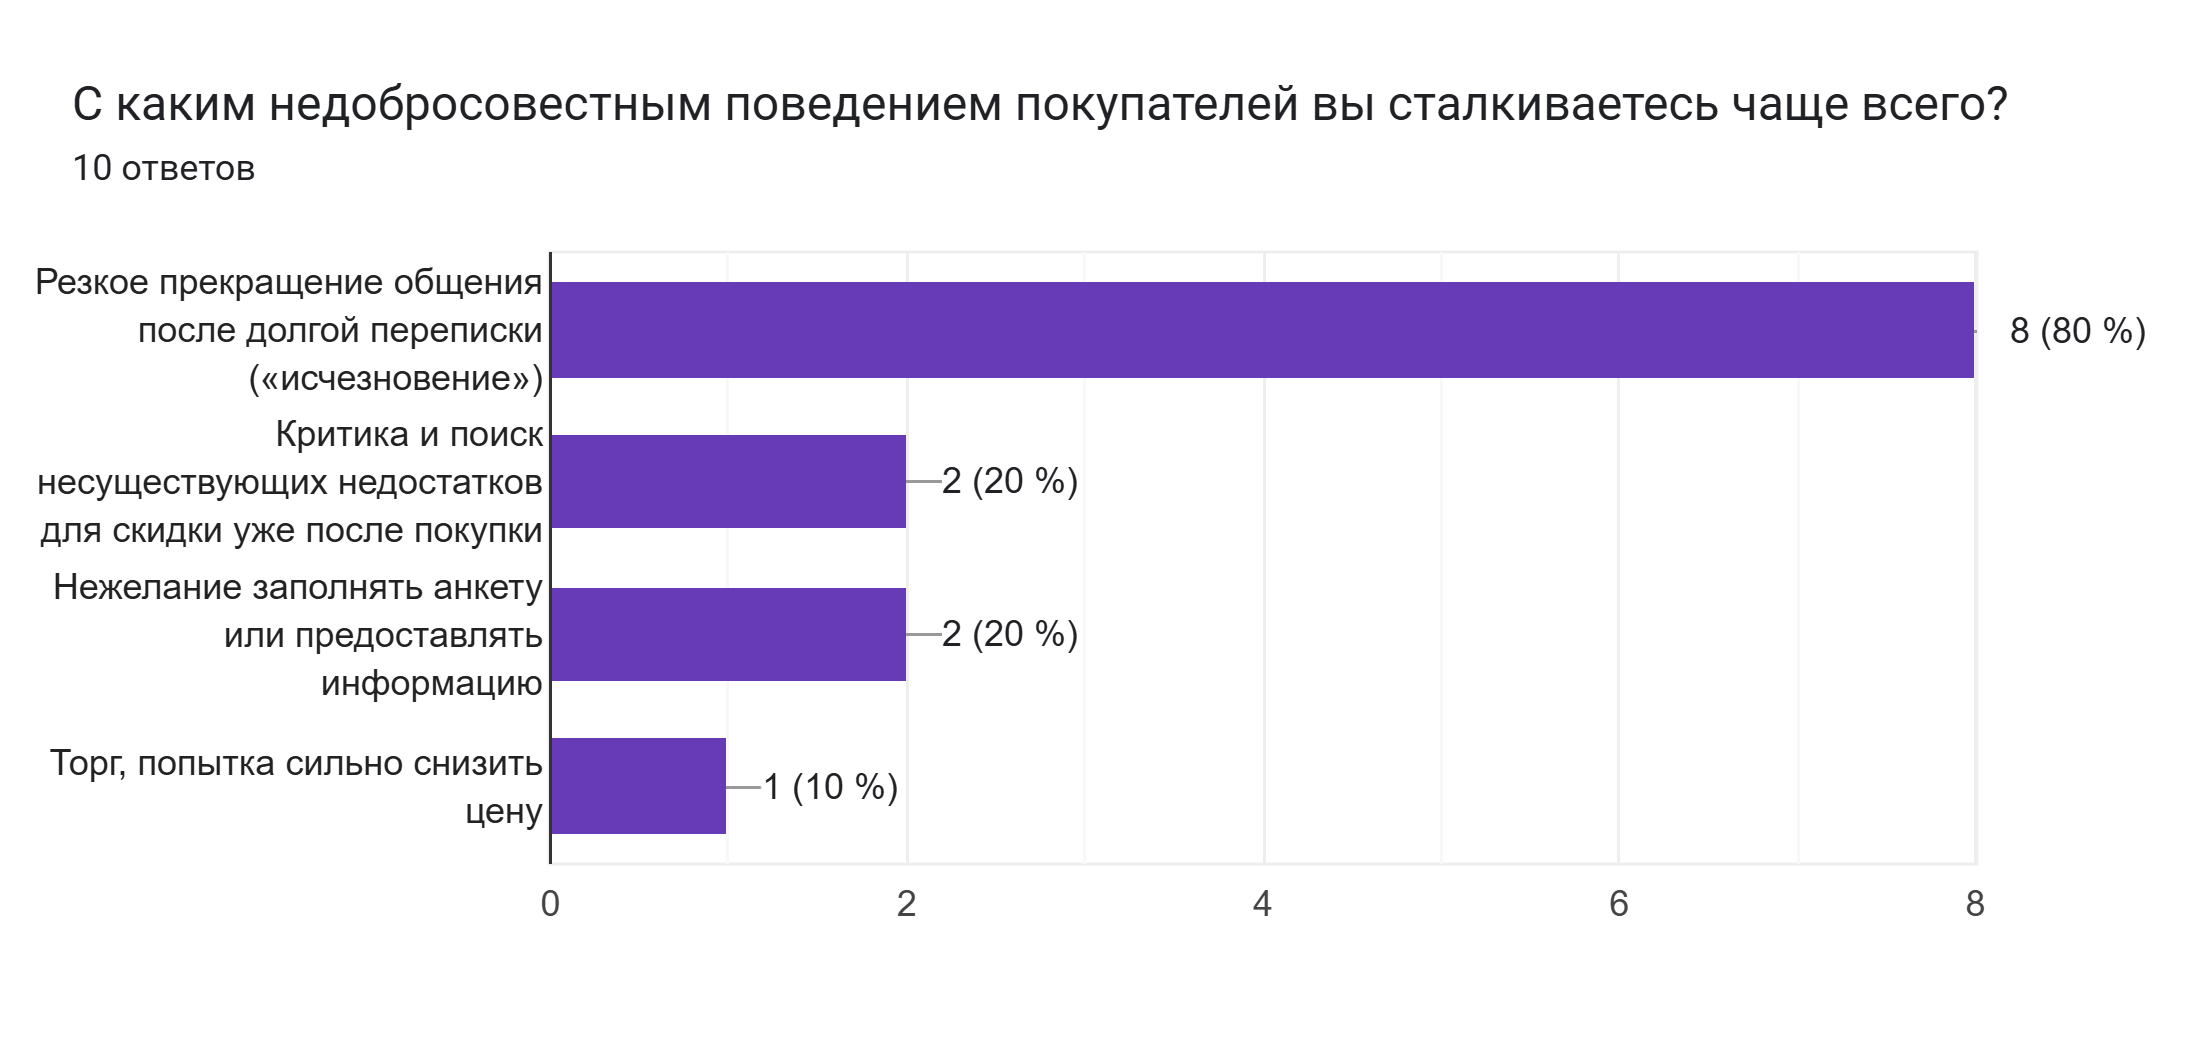 С каким недобросовестным поведением покупателей вы сталкиваетесь чаще всего?
10 ответов
Резкое прекращение общения
после долгой переписки
(«исчезновение»)
8 (80 %)
Критика и поиск
несуществующих недостатков
для скидки уже после покупки
2 (20 %)
Нежелание заполнять анкету
или предоставлять
информацию
2 (20 %)
Торг, попытка сильно снизить
цену
1 (10 %)
0 2 4 6 8